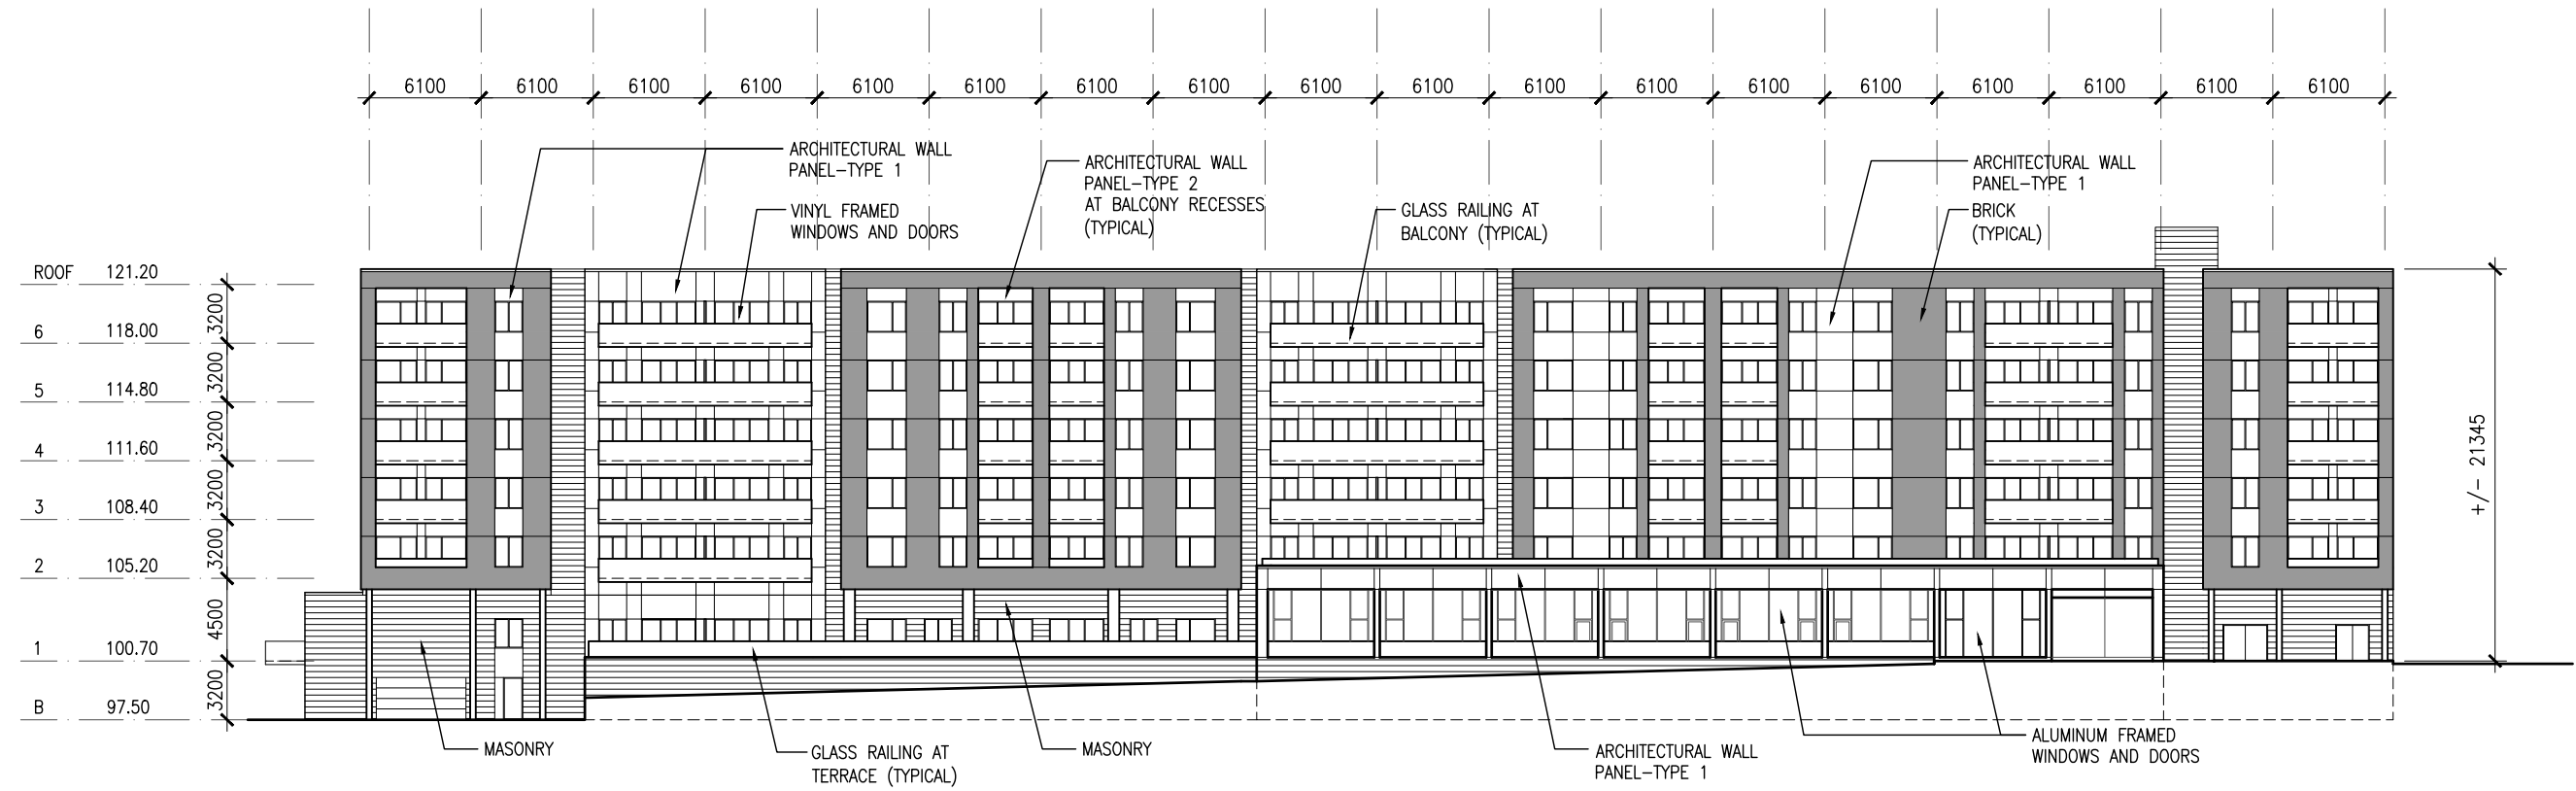 6100 6100 6100 6100 6100 6100 6100 6100 6100 6100 6100 6100 6100 6100 6100 6100 6100 6100
ARCHITECTURAL WALL
PANEL-TYPE 1
VINYL FRAMED
WINDOWS AND DOORS
ARCHITECTURAL WALL
PANEL-TYPE 2
AT BALCONY RECESSES
(TYPICAL)
GLASS RAILING AT
BALCONY (TYPICAL)
ARCHITECTURAL WALL
PANEL-TYPE 1
BRICK
(TYPICAL)
ROOF 121.20
3200
6 118.00
3200
5 114.80
3200
4 111.60
3200
3 108.40
3200
2 105.20
4500
1 100.70
3200
B 97.50
+/- 21345
MASONRY
GLASS RAILING AT
TERRACE (TYPICAL)
MASONRY
ARCHITECTURAL WALL
PANEL-TYPE 1
ALUMINUM FRAMED
WINDOWS AND DOORS